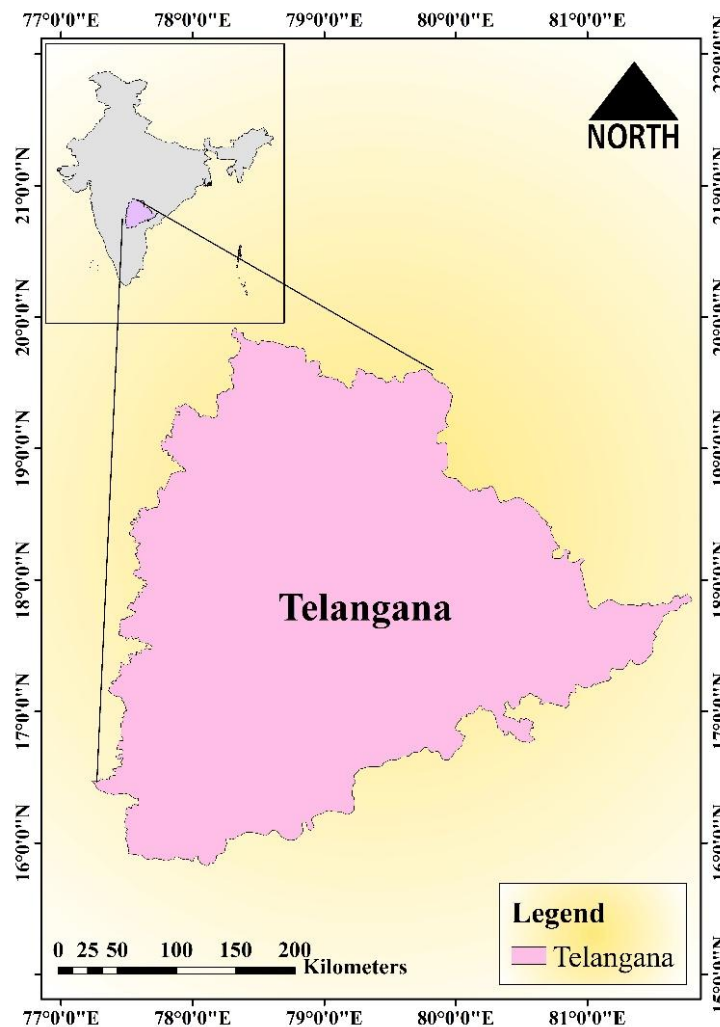 77°0'0"E 78°0'0"E 79°0'0"E 80°0'0"E 81°0'0"E
22°0'0"N
NORTH
21°0'0"N 21°0'0"N
20°0'0"N 20°0'0"N
19°0'0"N 19°0'0"N
18°0'0"N 18°0'0"N
Telangana
17°0'0"N 17°0'0"N
16°0'0"N 16°0'0"N
Legend
Telangana
0 25 50 100 150 200
Kilometers
15°0'0"N
77°0'0"E 78°0'0"E 79°0'0"E 80°0'0"E 81°0'0"E